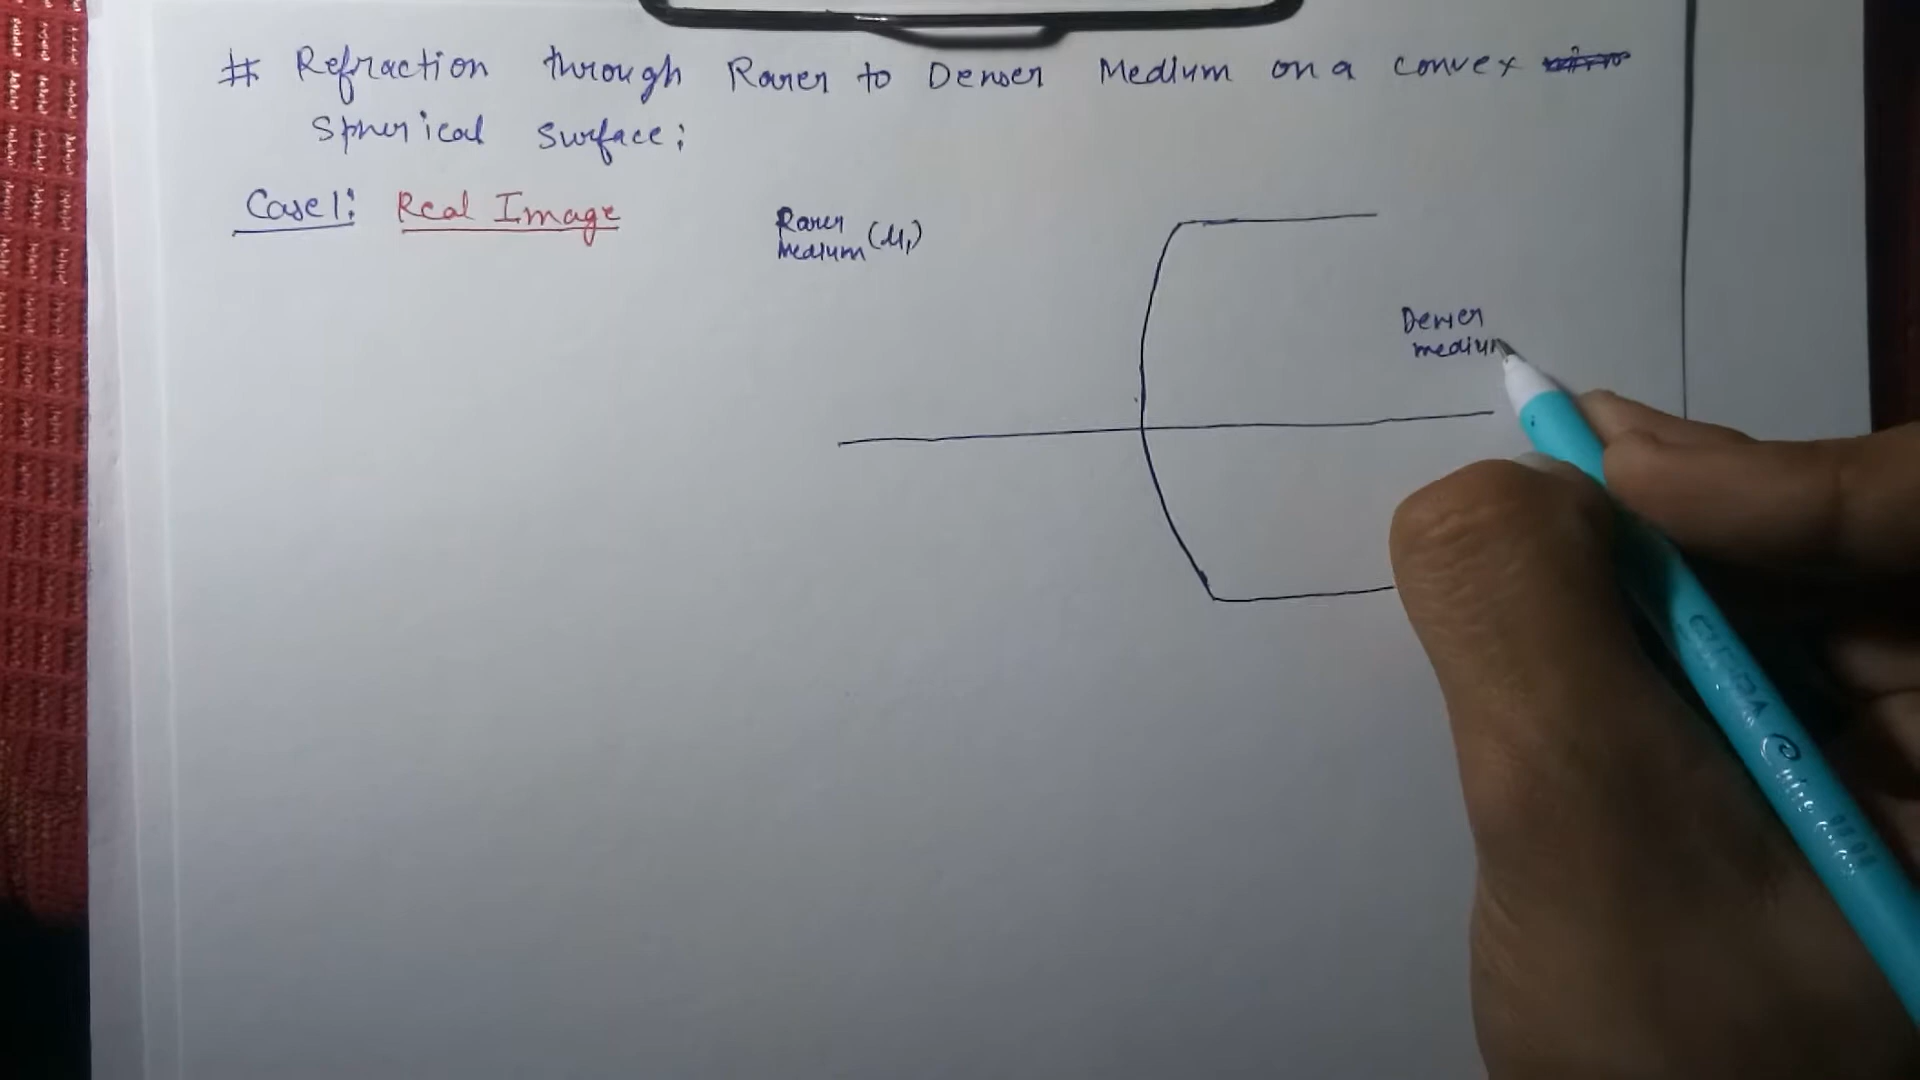 # Refraction through Rarer to Denser Medium on a convex
Spherical Surface:
Case 1: Real Image
Rarer
medium (μ₁)
Denser
medium